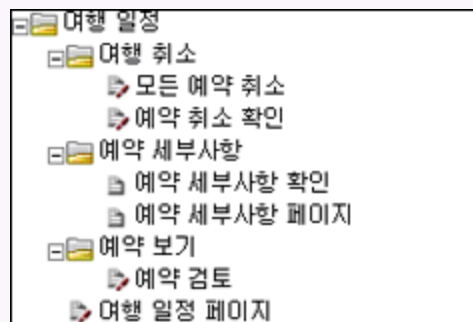 여행 일정
여행 취소
모든 예약 취소
예약 취소 확인
예약 세부사항
예약 세부사항 확인
예약 세부사항 페이지
예약 보기
예약 검토
여행 일정 페이지